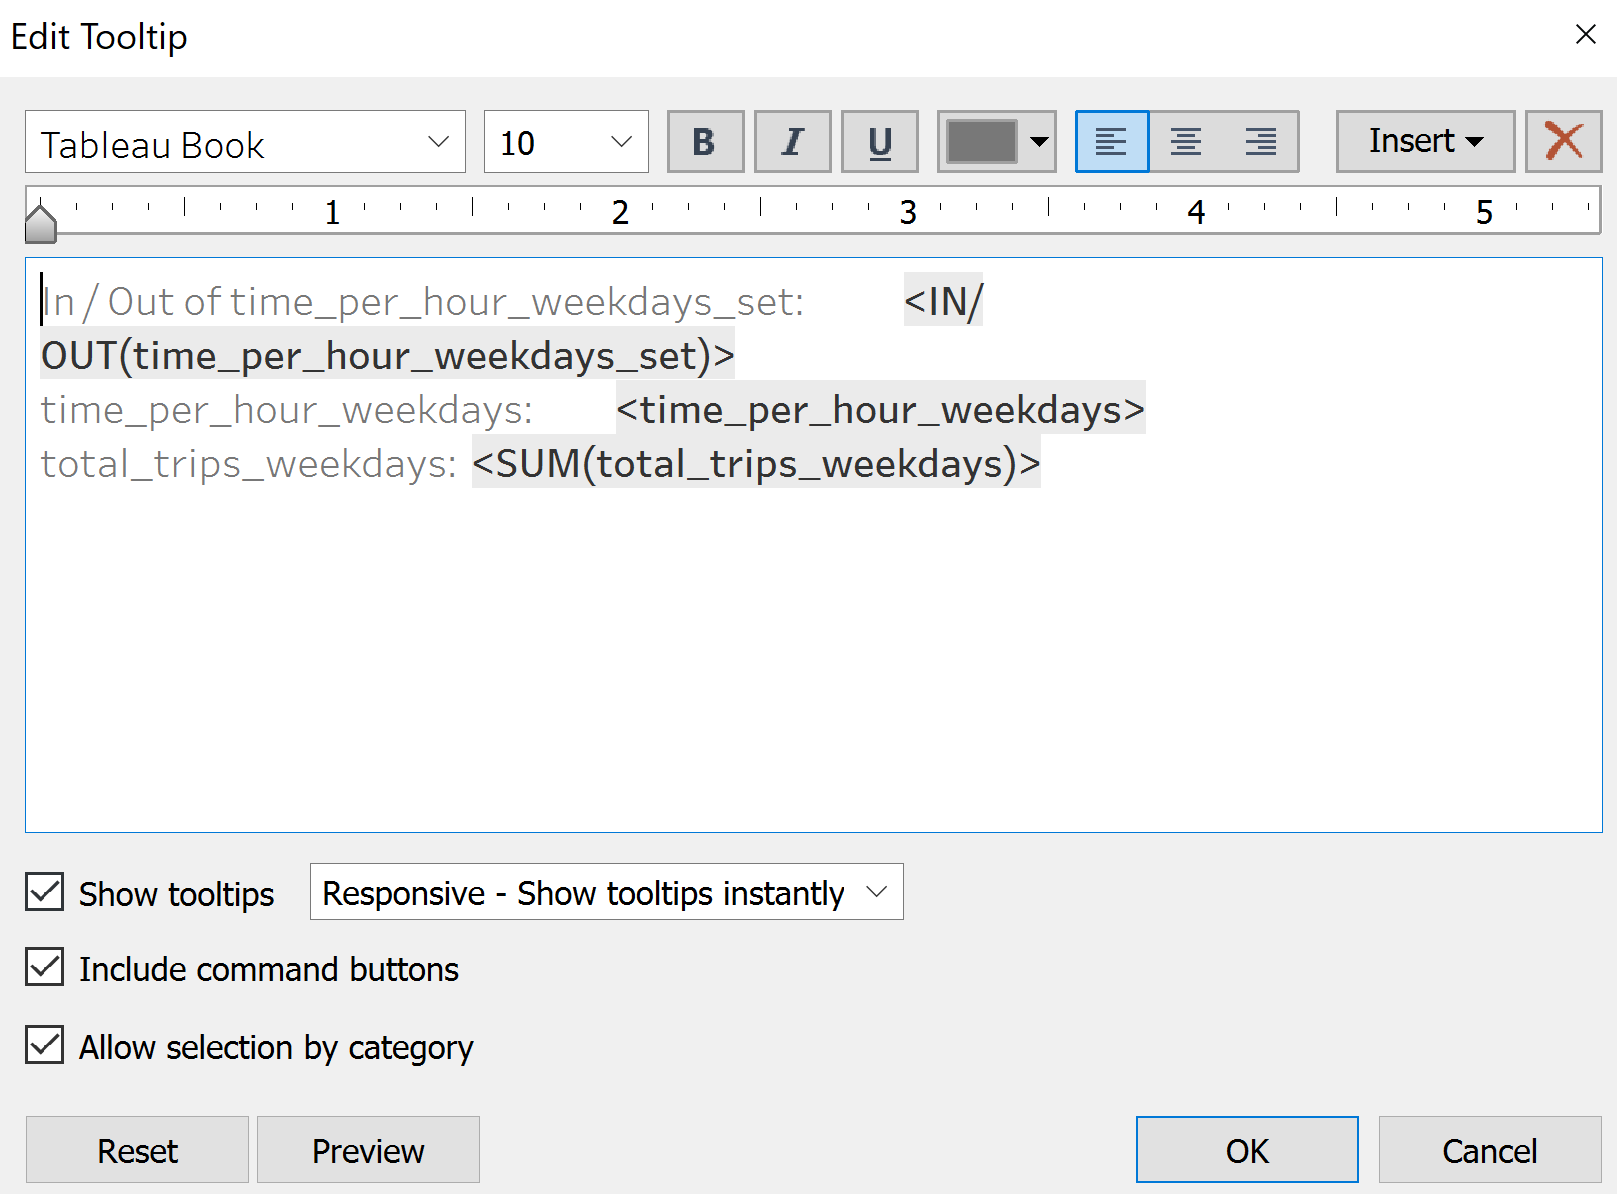 Edit Tooltip
Tableau Book 10 B I U Insert
1 2 3 4 5
In / Out of time_per_hour_weekdays_set: <IN/
OUT(time_per_hour_weekdays_set)>
time_per_hour_weekdays: <time_per_hour_weekdays>
total_trips_weekdays: <SUM(total_trips_weekdays)>
Show tooltips Responsive - Show tooltips instantly
Include command buttons
Allow selection by category
Reset Preview OK Cancel